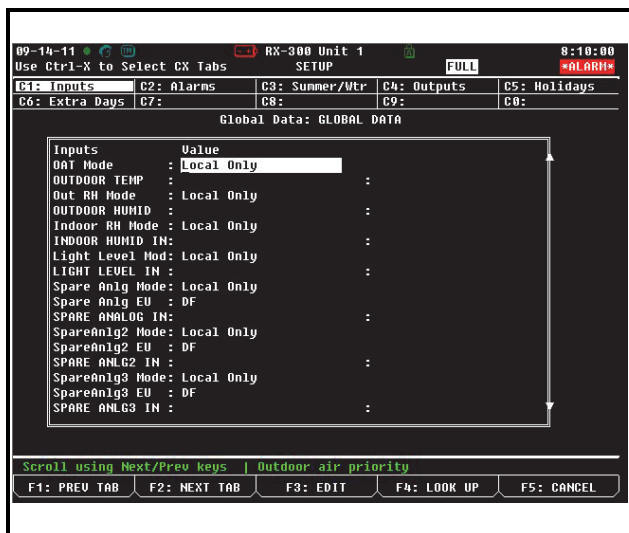 09-14-11 RX-300 Unit 1 8:10:00
Use Ctrl-X to Select CX Tabs SETUP FULL *ALARM*
C1: Inputs C2: Alarms C3: Summer/Wtr C4: Outputs C5: Holidays
C6: Extra Days C7: C8: C9: C0:
Global Data: GLOBAL DATA
Inputs Value
OAT Mode : Local Only
OUTDOOR TEMP : :
Out RH Mode : Local Only
OUTDOOR HUMID : :
Indoor RH Mode : Local Only
INDOOR HUMID IN: :
Light Level Mod: Local Only
LIGHT LEVEL IN : :
Spare Anlg Mode: Local Only
Spare Anlg EU : DF
SPARE ANALOG IN: :
SpareAnlg2 Mode: Local Only
SpareAnlg2 EU : DF
SPARE ANLG2 IN : :
SpareAnlg3 Mode: Local Only
SpareAnlg3 EU : DF
SPARE ANLG3 IN : :
Scroll using Next/Prev keys | Outdoor air priority
F1: PREV TAB F2: NEXT TAB F3: EDIT F4: LOOK UP F5: CANCEL